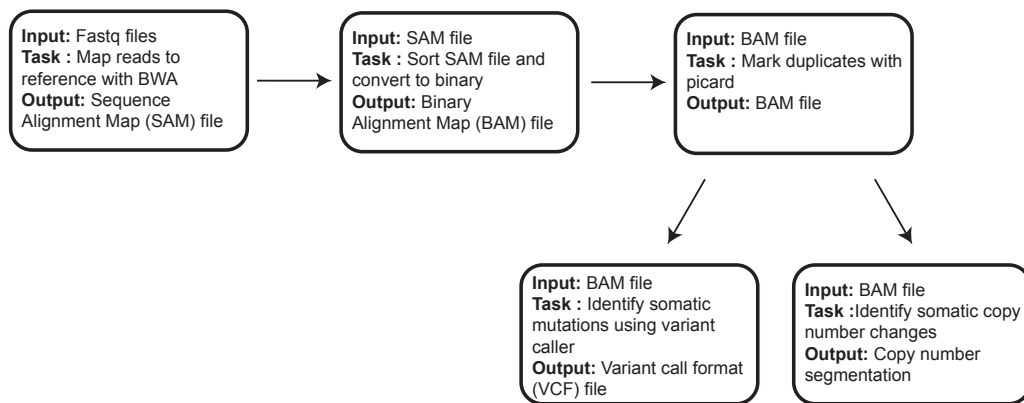 Input: Fastq files
Task : Map reads to
reference with BWA
Output: Sequence
Alignment Map (SAM) file
Input: SAM file
Task : Sort SAM file and
convert to binary
Output: Binary
Alignment Map (BAM) file
Input: BAM file
Task : Mark duplicates with
picard
Output: BAM file
Input: BAM file
Task : Identify somatic
mutations using variant
caller
Output: Variant call format
(VCF) file
Input: BAM file
Task :Identify somatic copy
number changes
Output: Copy number
segmentation